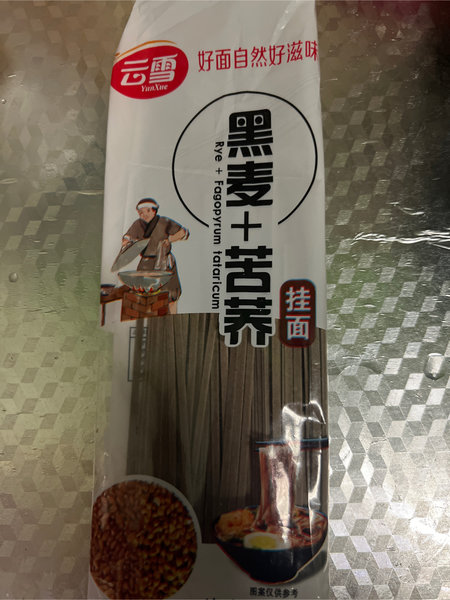 云雪
YunXue
好面自然好滋味
黑麦+苦荞
Rye + Fagopyrum tataricum
挂面
图案仅供参考